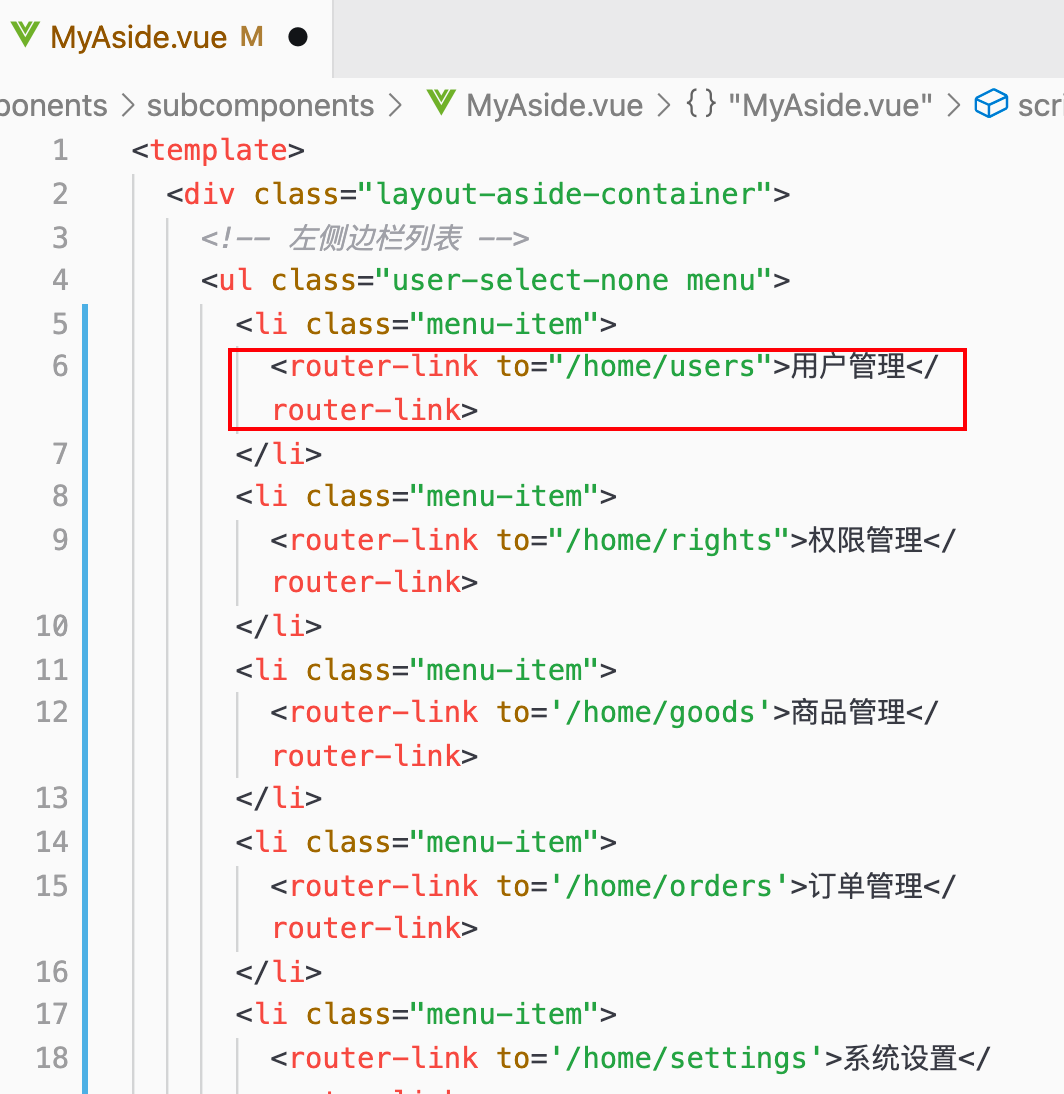 MyAside.vue M
ponents > subcomponents > MyAside.vue > {} "MyAside.vue" > scri
1 <template>
2 <div class="layout-aside-container">
3 <!-- 左侧边栏列表 -->
4 <ul class="user-select-none menu">
5 <li class="menu-item">
6 <router-link to="/home/users">用户管理</
router-link>
7 </li>
8 <li class="menu-item">
9 <router-link to="/home/rights">权限管理</
router-link>
10 </li>
11 <li class="menu-item">
12 <router-link to='/home/goods'>商品管理</
router-link>
13 </li>
14 <li class="menu-item">
15 <router-link to='/home/orders'>订单管理</
router-link>
16 </li>
17 <li class="menu-item">
18 <router-link to='/home/settings'>系统设置</